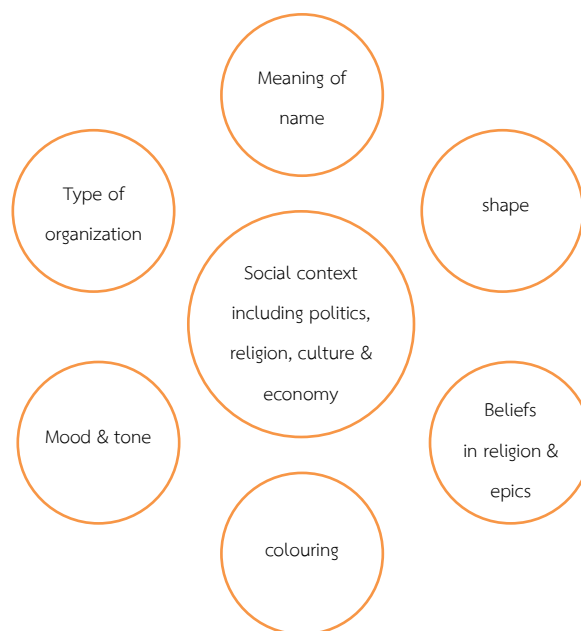 Meaning of
name
Type of
organization
shape
Social context
including politics,
religion, culture &
economy
Mood & tone
Beliefs
in religion &
epics
colouring